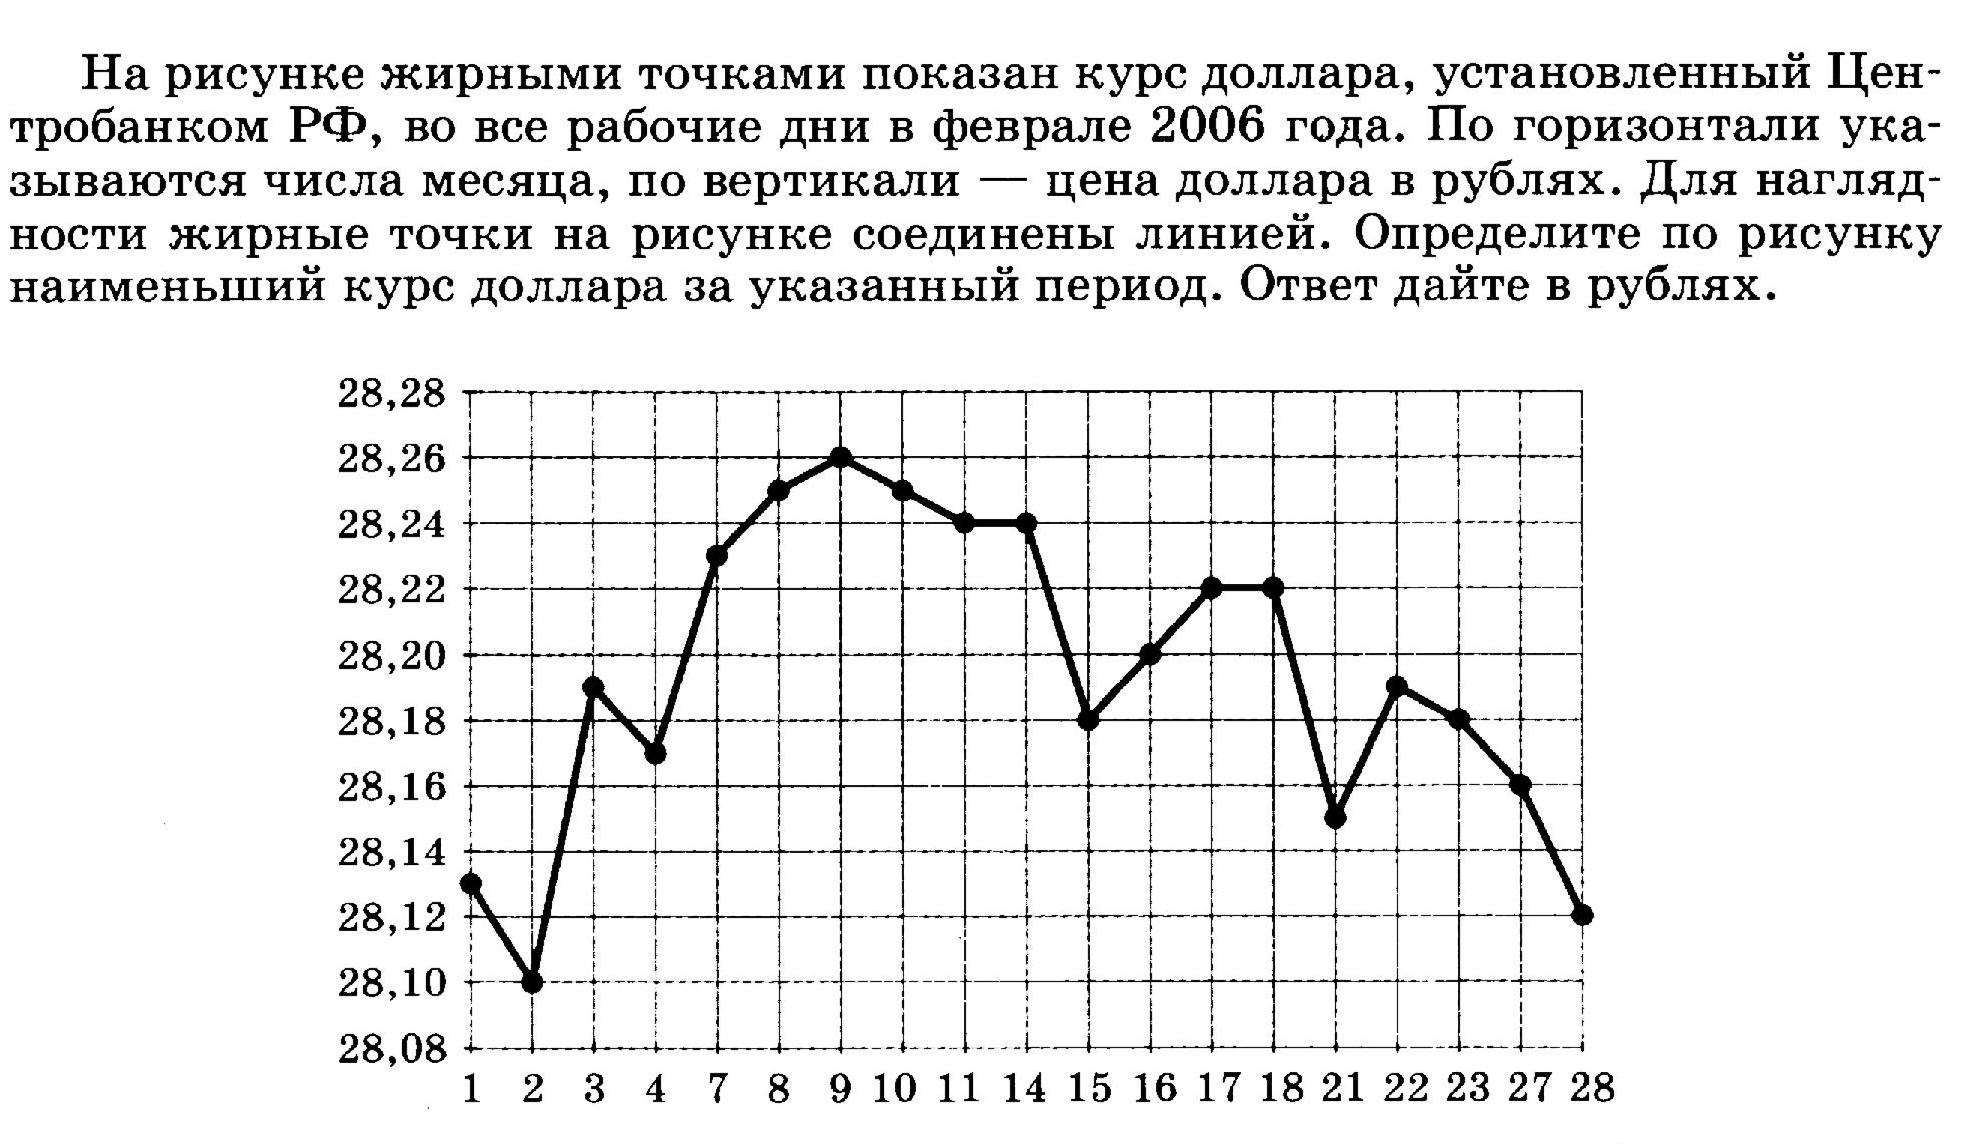 На рисунке жирными точками показан курс доллара, установленный Цен-
тробанком РФ, во все рабочие дни в феврале 2006 года. По горизонтали ука-
зываются числа месяца, по вертикали — цена доллара в рублях. Для нагляд-
ности жирные точки на рисунке соединены линией. Определите по рисунку
наименьший курс доллара за указанный период. Ответ дайте в рублях.
28,28
28,26
28,24
28,22
28,20
28,18
28,16
28,14
28,12
28,10
28,08
1 2 3 4 7 8 9 10 11 14 15 16 17 18 21 22 23 27 28